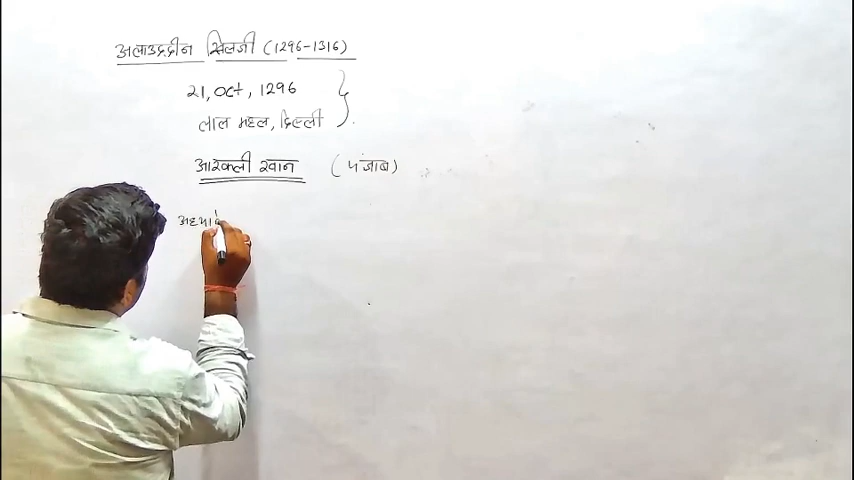 अलाउद्दीन खिलजी (1296-1316)
21, Oct, 1296
लाल महल, दिल्ली
आरकली खान (पंजाब)